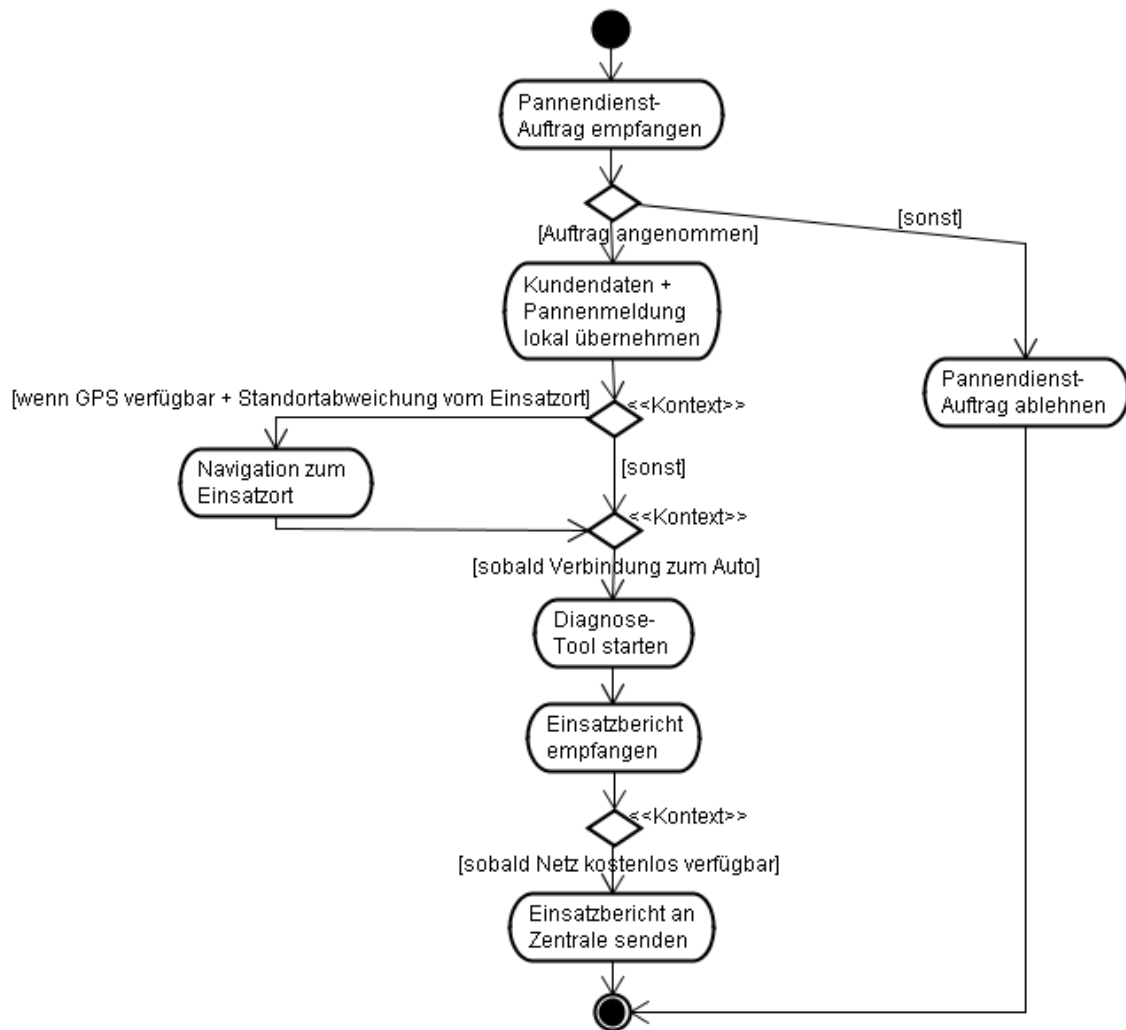 Pannendienst-
Auftrag empfangen
[sonst]
[Auftrag angenommen]
Kundendaten +
Pannenmeldung
lokal übernehmen
Pannendienst-
Auftrag ablehnen
[wenn GPS verfügbar + Standortabweichung vom Einsatzort]
<<Kontext>>
Navigation zum
Einsatzort
[sonst]
<<Kontext>>
[sobald Verbindung zum Auto]
Diagnose-
Tool starten
Einsatzbericht
empfangen
<<Kontext>>
[sobald Netz kostenlos verfügbar]
Einsatzbericht an
Zentrale senden